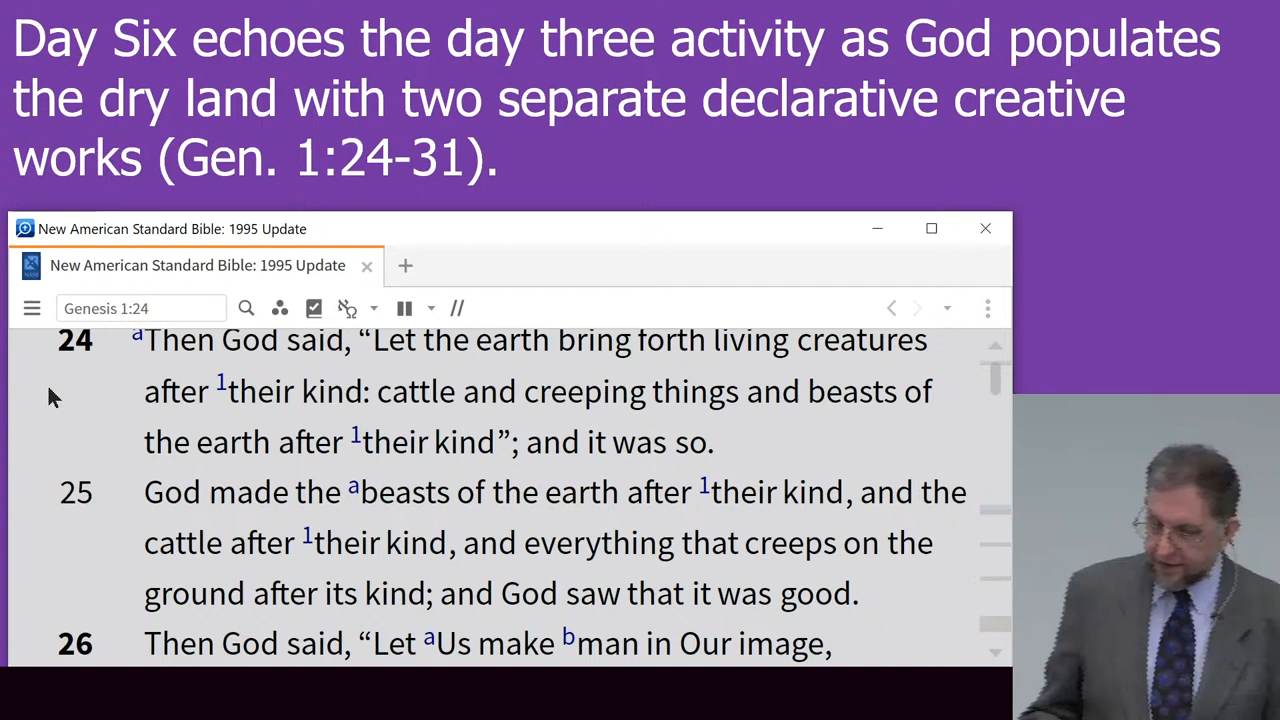 Day Six echoes the day three activity as God populates
the dry land with two separate declarative creative
works (Gen. 1:24-31).
New American Standard Bible: 1995 Update
New American Standard Bible: 1995 Update
Genesis 1:24
24 aThen God said, “Let the earth bring forth living creatures
after 1their kind: cattle and creeping things and beasts of
the earth after 1their kind”; and it was so.
25 God made the abeasts of the earth after 1their kind, and the
cattle after 1their kind, and everything that creeps on the
ground after its kind; and God saw that it was good.
26 Then God said, “Let aUs make bman in Our image,